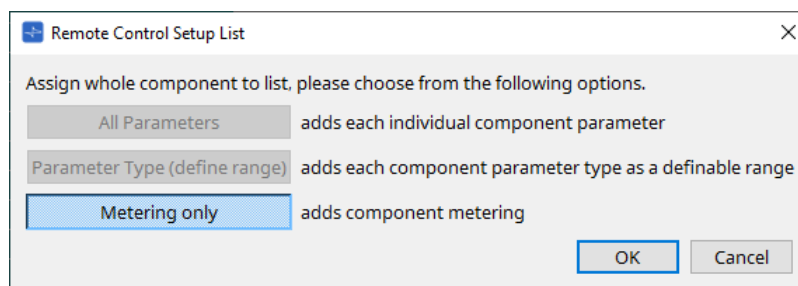 Remote Control Setup List
Assign whole component to list, please choose from the following options.
All Parameters adds each individual component parameter
Parameter Type (define range) adds each component parameter type as a definable range
Metering only adds component metering
OK Cancel